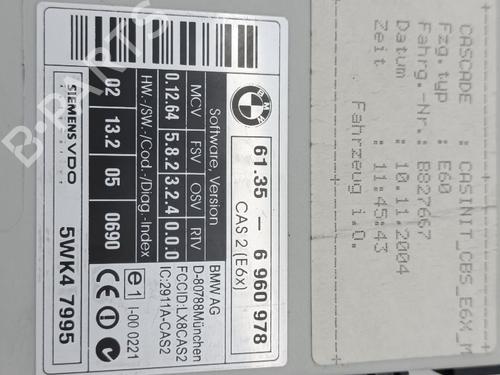 CASCADE : CASINIT_CBS_E6X_M
Fzg.typ : E60
Fahrg.-Nr.: B827667
Datum : 10.11.2004
Zeit : 11:45:43
Fahrzeug i.O.
BMW
61.35 - 6 960 978
CAS 2 (E6x)
Software, Version
MCV FSV OSV RTV
0.12.64 5.8.2 3.2.4 0.0.0
HW.-/SW.-/Cod.-/Diag.-Index
02 13.2 05 0690
SIEMENS VDO
5WK4 7995
BMW AG
D-80788München
FCCID:LX8CAS2
IC:2911A-CAS2
e1 I-00 0221
CE
B-PARTS